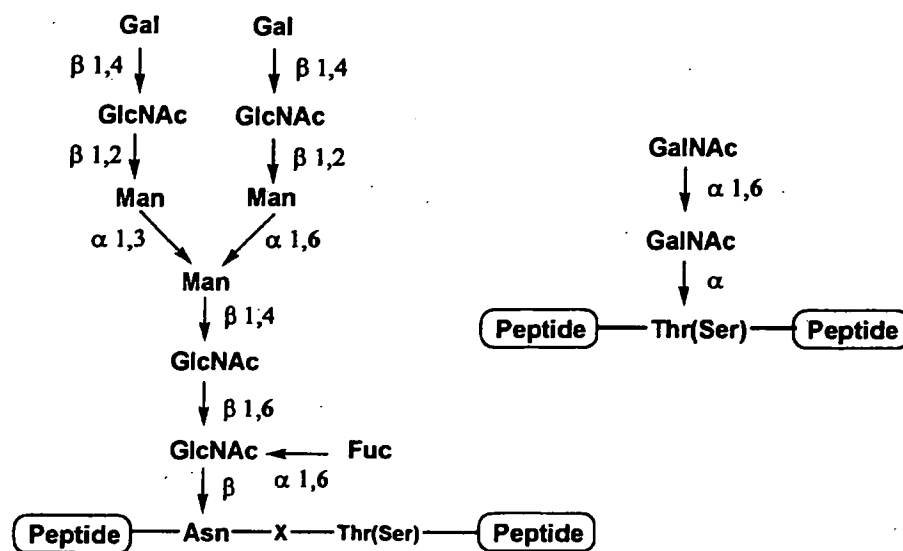 Gal Gal
β 1,4 β 1,4
GlcNAc GlcNAc
β 1,2 β 1,2
Man Man
α 1,3 α 1,6
Man
β 1,4
GlcNAc
β 1,6
GlcNAc Fuc
β α 1,6
Peptide Asn X Thr(Ser) Peptide
GalNAc
α 1,6
GalNAc
α
Peptide Thr(Ser) Peptide